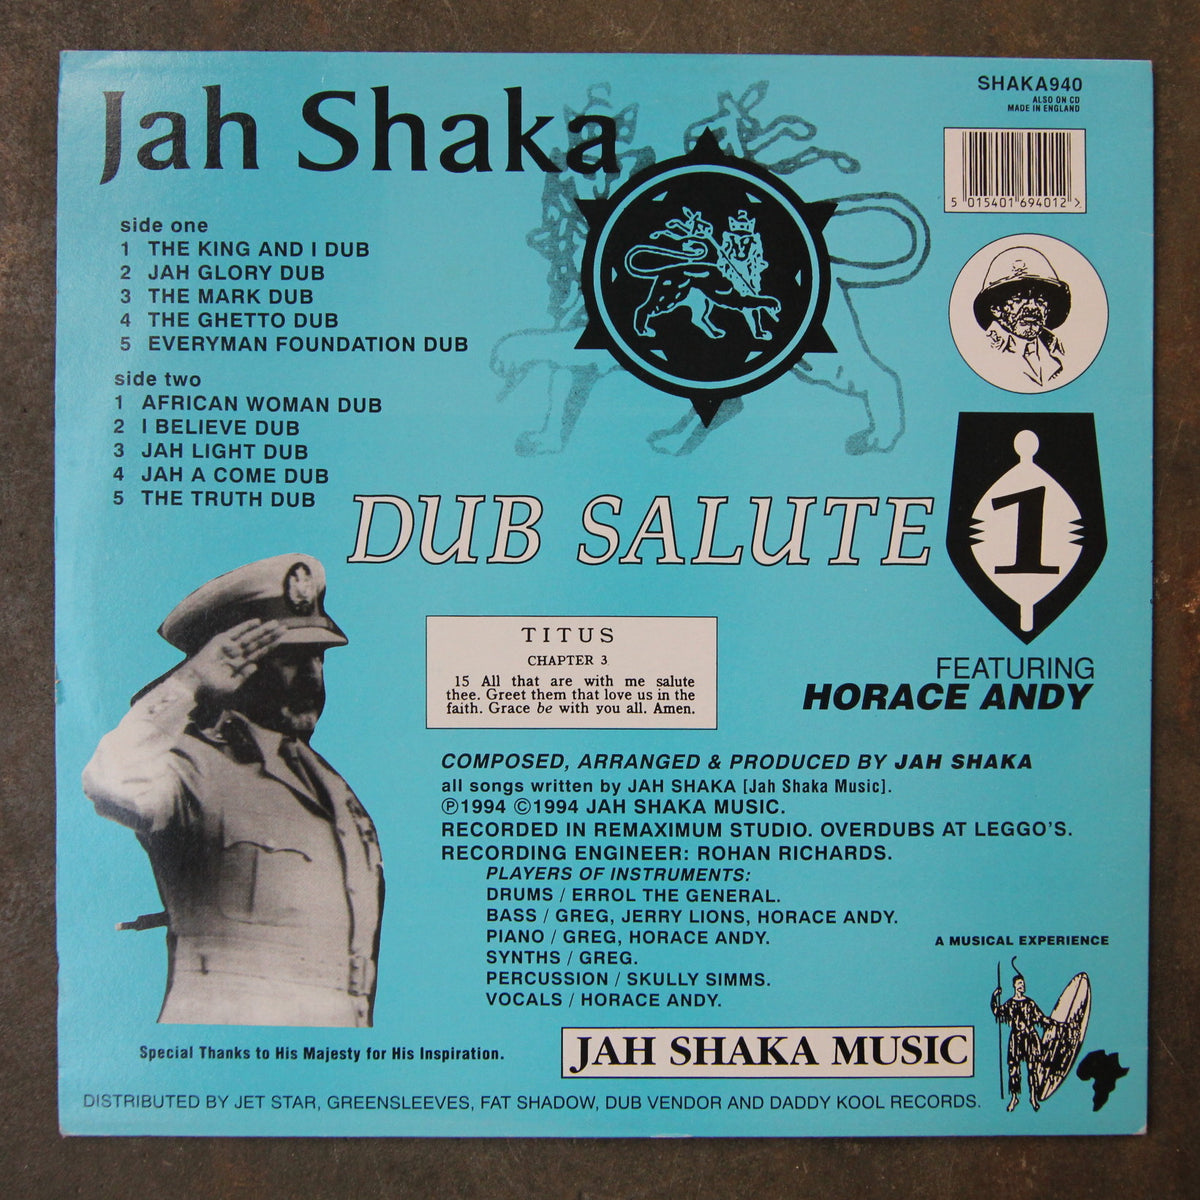 Jah Shaka
SHAKA940
ALSO ON CD
MADE IN ENGLAND
5 015401 694012 >
side one
1 THE KING AND I DUB
2 JAH GLORY DUB
3 THE MARK DUB
4 THE GHETTO DUB
5 EVERYMAN FOUNDATION DUB
side two
1 AFRICAN WOMAN DUB
2 I BELIEVE DUB
3 JAH LIGHT DUB
4 JAH A COME DUB
5 THE TRUTH DUB
DUB SALUTE
1
FEATURING
HORACE ANDY
TITUS
CHAPTER 3
15 All that are with me salute
thee. Greet them that love us in the
faith. Grace be with you all. Amen.
COMPOSED, ARRANGED & PRODUCED BY JAH SHAKA
all songs written by JAH SHAKA [Jah Shaka Music].
℗1994 ©1994 JAH SHAKA MUSIC.
RECORDED IN REMAXIMUM STUDIO. OVERDUBS AT LEGGO'S.
RECORDING ENGINEER: ROHAN RICHARDS.
PLAYERS OF INSTRUMENTS:
DRUMS / ERROL THE GENERAL.
BASS / GREG, JERRY LIONS, HORACE ANDY.
PIANO / GREG, HORACE ANDY.
SYNTHS / GREG.
PERCUSSION / SKULLY SIMMS.
VOCALS / HORACE ANDY.
A MUSICAL EXPERIENCE
Special Thanks to His Majesty for His Inspiration.
JAH SHAKA MUSIC
DISTRIBUTED BY JET STAR, GREENSLEEVES, FAT SHADOW, DUB VENDOR AND DADDY KOOL RECORDS.